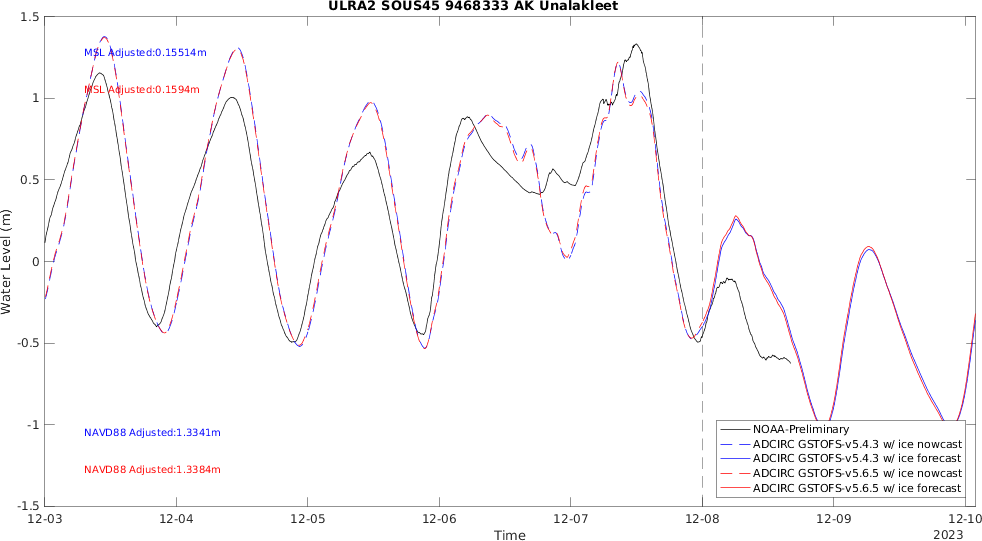 ULRA2 SOUS45 9468333 AK Unalakleet
1.5
1
0.5
0
-0.5
-1
-1.5
Water Level (m)
MSL Adjusted:0.15514m
MSL Adjusted:0.1594m
NAVD88 Adjusted:1.3341m
NAVD88 Adjusted:1.3384m
NOAA-Preliminary
ADCIRC GSTOFS-v5.4.3 w/ ice nowcast
ADCIRC GSTOFS-v5.4.3 w/ ice forecast
ADCIRC GSTOFS-v5.6.5 w/ ice nowcast
ADCIRC GSTOFS-v5.6.5 w/ ice forecast
12-03 12-04 12-05 12-06 12-07 12-08 12-09 12-10
Time
2023